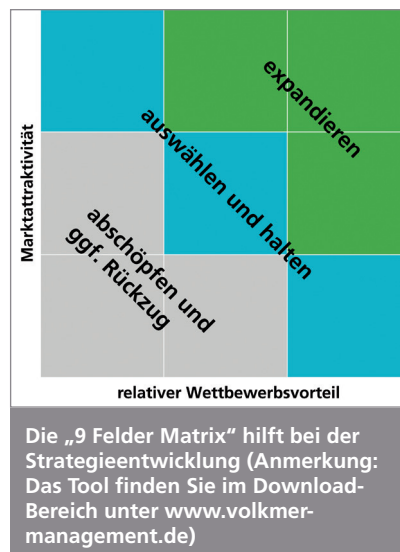 expandieren
auswählen und halten
abschöpfen und
ggf. Rückzug
Marktattraktivität
relativer Wettbewerbsvorteil
Die „9 Felder Matrix“ hilft bei der
Strategieentwicklung (Anmerkung:
Das Tool finden Sie im Download-
Bereich unter www.volkmer-
management.de)